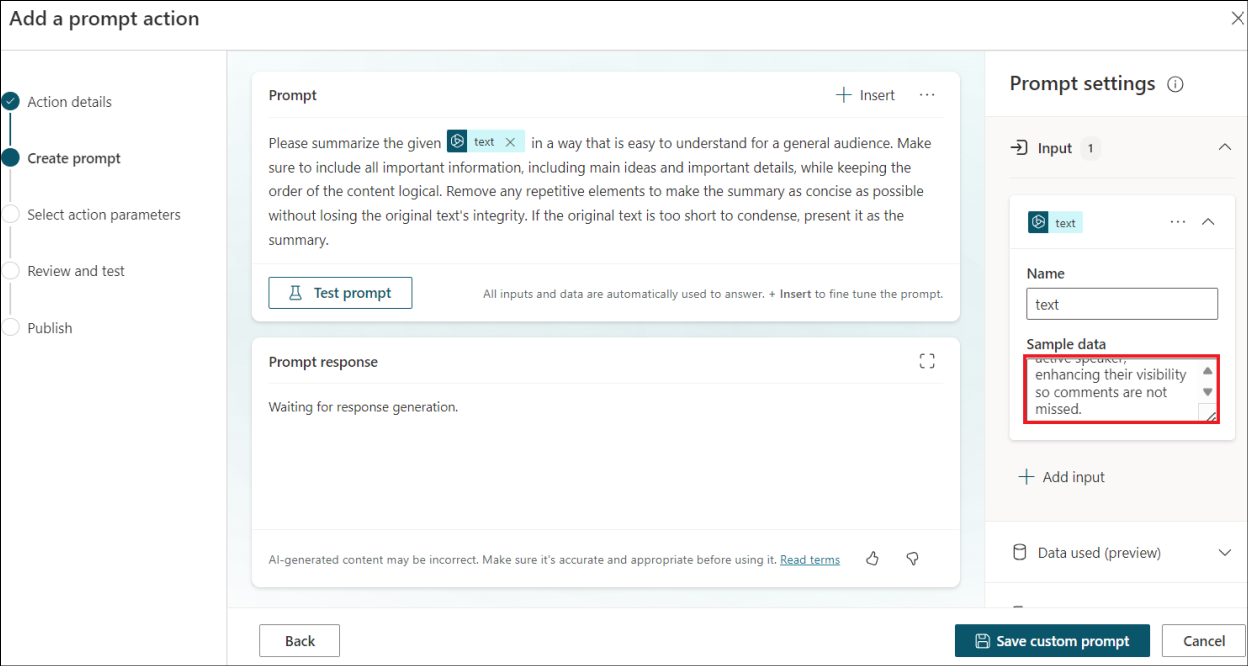 Add a prompt action
Action details
Create prompt
Select action parameters
Review and test
Publish
Prompt
Insert
Please summarize the given text in a way that is easy to understand for a general audience. Make
sure to include all important information, including main ideas and important details, while keeping
the order of the content logical. Remove any repetitive elements to make the summary as concise as possible
without losing the original text's integrity. If the original text is too short to condense, present it as the
summary.
Test prompt
All inputs and data are automatically used to answer. + Insert to fine tune the prompt.
Prompt response
Waiting for response generation.
AI-generated content may be incorrect. Make sure it's accurate and appropriate before using it. Read terms
Prompt settings
Input 1
text
Name
text
Sample data
active speaker,
enhancing their visibility
so comments are not
missed.
Add input
Data used (preview)
Back
Save custom prompt
Cancel